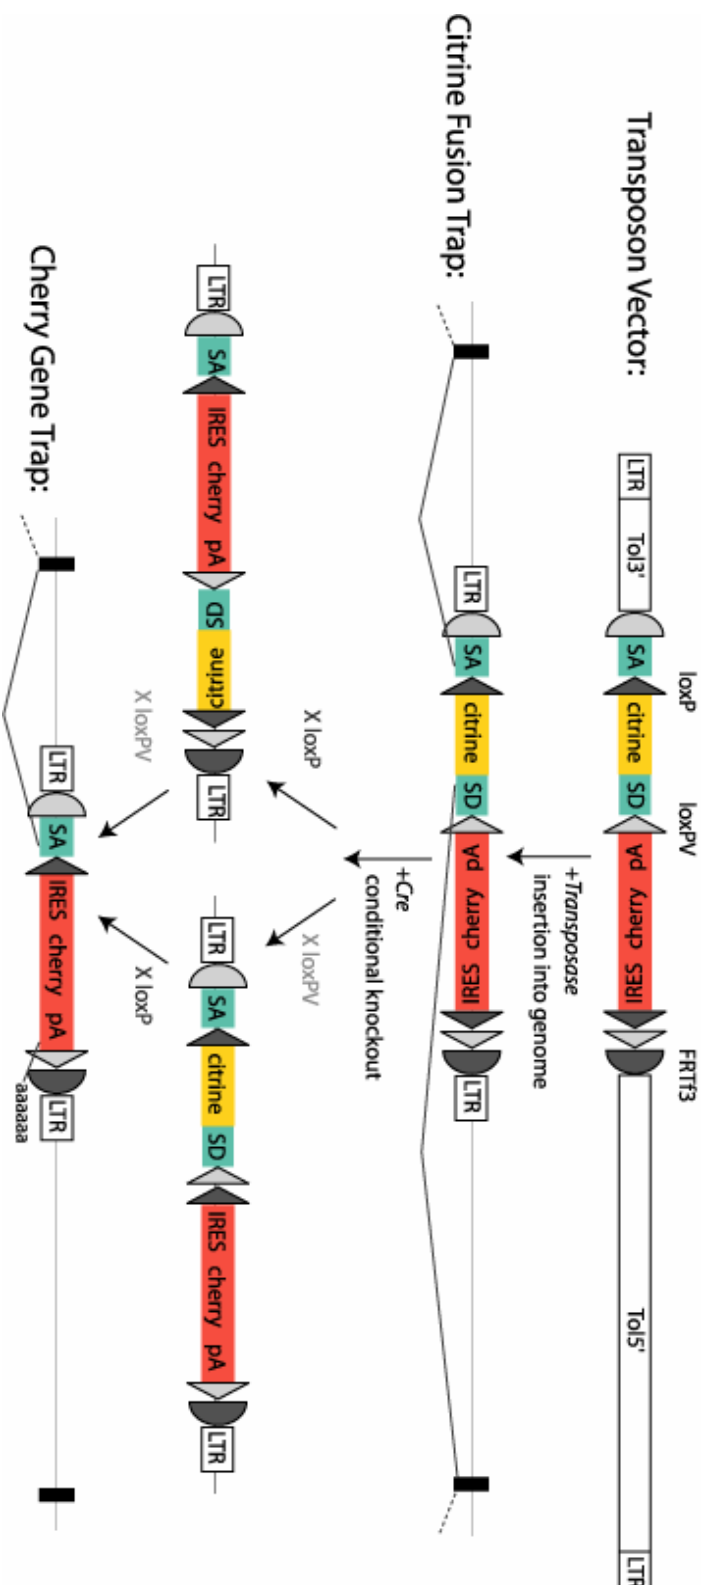 Transposon Vector:
loxP
loxPV
FRTf3
LTR Tol3' SA citrine SD IRES cherry pA Tol5' LTR
+Transposase
insertion into genome
Citrine Fusion Trap:
LTR SA citrine SD IRES cherry pA LTR
+Cre
conditional knockout
X loxP
X loxPV
LTR SA IRES cherry pA SD citrine LTR
LTR SA citrine SD IRES cherry pA LTR
X loxPV
X loxP
Cherry Gene Trap:
LTR SA IRES cherry pA LTR
aaaaaa